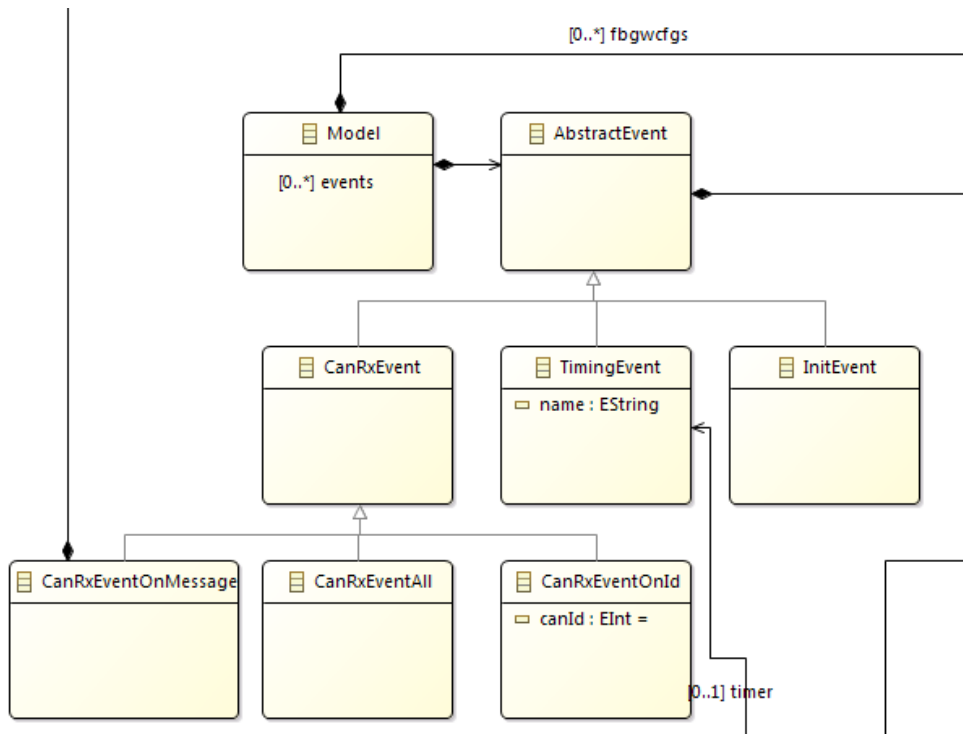 [0..*] fbgwcfgs
Model
AbstractEvent
[0..*] events
CanRxEvent
TimingEvent
InitEvent
name : EString
CanRxEventOnMessage
CanRxEventAll
CanRxEventOnId
canId : EInt =
[0..1] timer